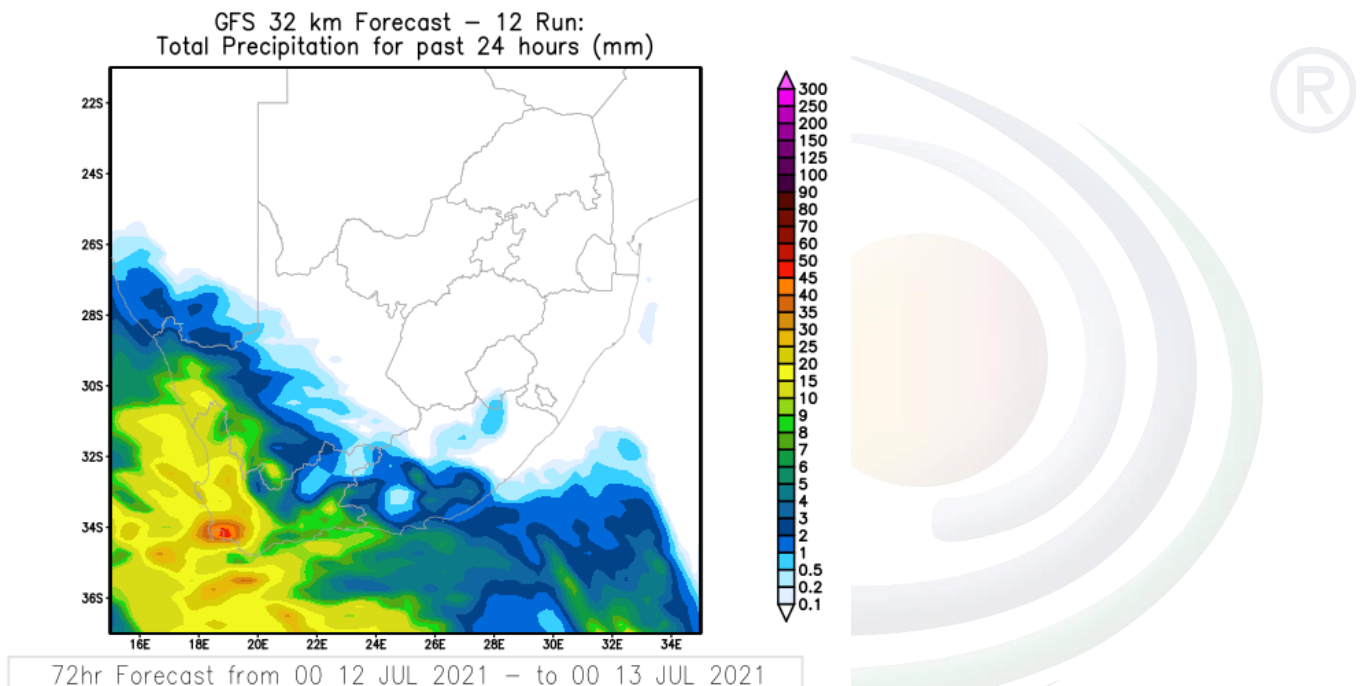 GFS 32 km Forecast – 12 Run:
Total Precipitation for past 24 hours (mm)
®
22S
24S
26S
28S
30S
32S
34S
36S
16E 18E 20E 22E 24E 26E 28E 30E 32E 34E
300
250
200
150
125
100
90
80
70
60
50
45
40
35
30
25
20
15
10
9
8
7
6
5
4
3
2
1
0.5
0.2
0.1
72hr Forecast from 00 12 JUL 2021 – to 00 13 JUL 2021